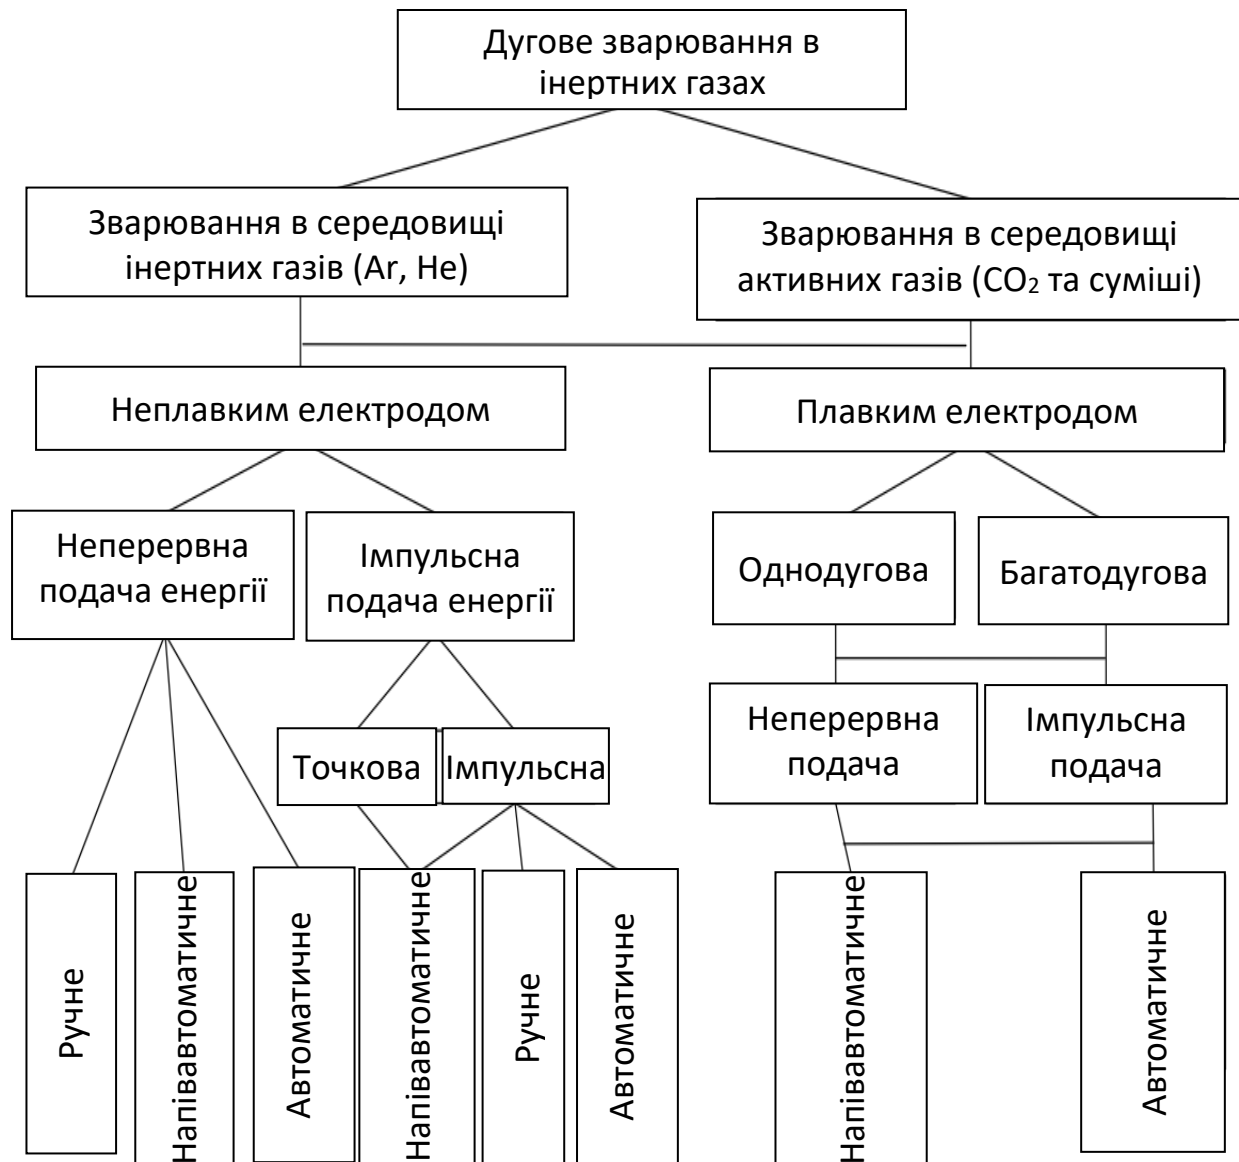 Дугове зварювання в
інертних газах
Зварювання в середовищі
інертних газів (Ar, He)
Зварювання в середовищі
активних газів (CO₂ та суміші)
Неплавким електродом
Плавким електродом
Неперервна
подача енергії
Імпульсна
подача енергії
Однодугова
Багатодугова
Неперервна
подача
Імпульсна
подача
Точкова
Імпульсна
Ручне
Напівавтоматичне
Автоматичне
Напівавтоматичне
Ручне
Автоматичне
Напівавтоматичне
Автоматичне